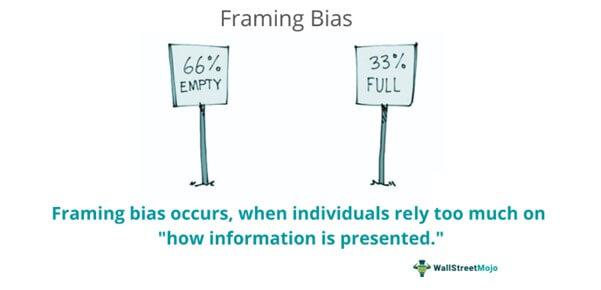 Framing Bias
66%
EMPTY
33%
FULL
Framing bias occurs, when individuals rely too much on
"how information is presented."
WallStreetMojo